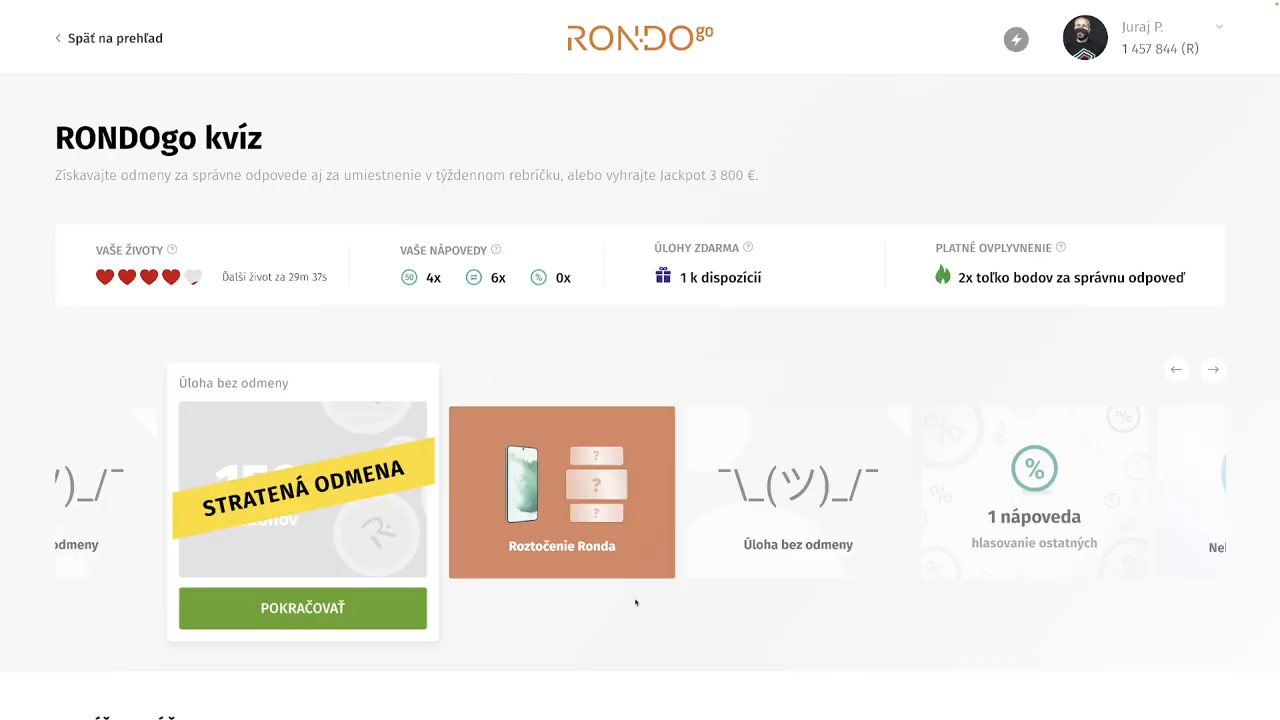 Späť na prehľad
RONDOgo
Juraj P.
1 457 844 (R)
RONDOgo kvíz
Získavajte odmeny za správne odpovede aj za umiestnenie v týždennom rebríčku, alebo vyhrajte Jackpot 3 800 €.
VAŠE ŽIVOTY ?
Ďalší život za 29m 37s
VAŠE NÁPOVEDY ?
50 4x 6x % 0x
ÚLOHY ZDARMA ?
1 k dispozícií
PLATNÉ OVPLYVNENIE ?
2x toľko bodov za správnu odpoveď
Úloha bez odmeny
STRATENÁ ODMENA
POKRAČOVAŤ
? ? ?
Roztočenie Ronda
¯\_(ツ)_/¯
Úloha bez odmeny
%
1 nápoveda
hlasovanie ostatných